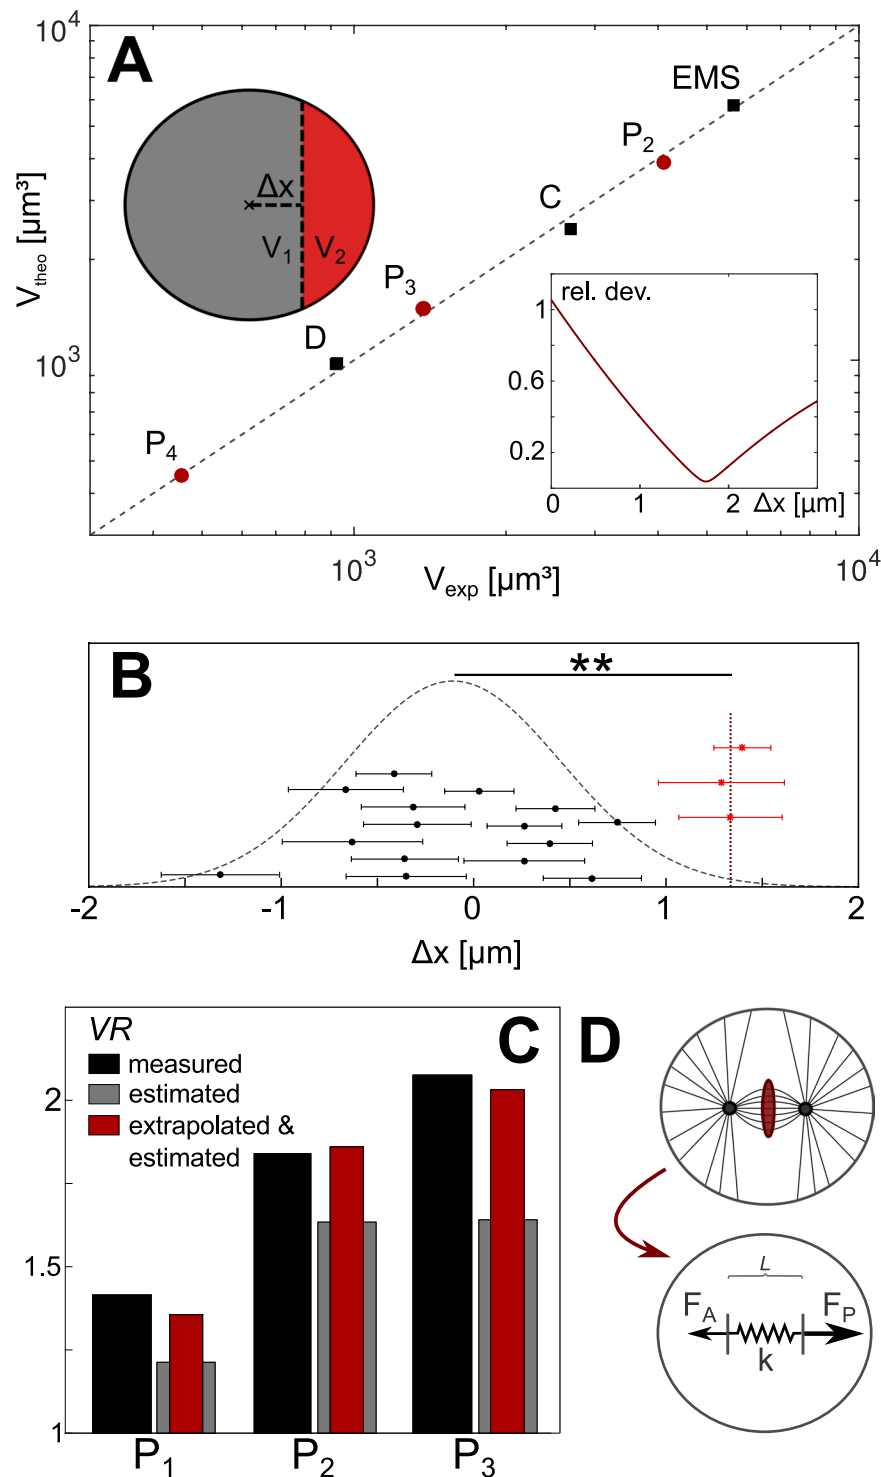 A
10⁴
EMS
P₂
C
P₃
D
P₄
Δx
V₁ V₂
V_theo [µm³]
10³
rel. dev.
1
0.6
0.2
0 1 2 Δx [µm]
10³ 10⁴
V_exp [µm³]
B
**
-2 -1 0 1 2
Δx [µm]
C
VR
measured
estimated
extrapolated &
estimated
2
1.5
1
P₁ P₂ P₃
D
L
F_A F_P
k